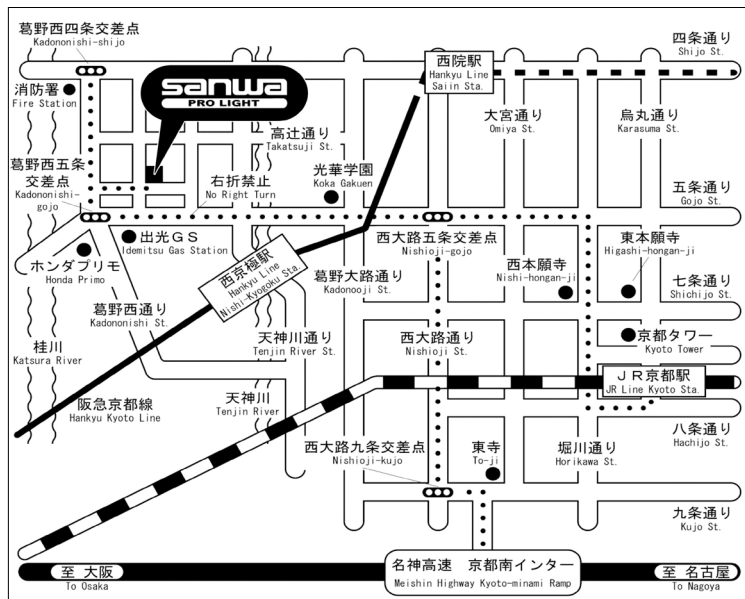 葛野西四条交差点
Kadononishi-shijo
四条通り
Shijo St.
西院駅
Hankyu Line
Saiin Sta.
消防署
Fire Station
sanwa
PRO LIGHT
高辻通り
Takatsuji St.
大宮通り
Omiya St.
烏丸通り
Karasuma St.
葛野西五条
交差点
Kadononishi-
gojo
右折禁止
No Right Turn
光華学園
Koka Gakuen
五条通り
Gojo St.
出光GS
Idemitsu Gas Station
西大路五条交差点
Nishioji-gojo
東本願寺
Higashi-hongan-ji
ホンダプリモ
Honda Primo
西京極駅
Hankyu Line
Nishi-Kyogoku Sta.
葛野大路通り
Kadonooji St.
西本願寺
Nishi-hongan-ji
七条通り
Shichijo St.
葛野西通り
Kadononishi St.
桂川
Katsura River
天神川通り
Tenjin River St.
西大路通り
Nishioji St.
京都タワー
Kyoto Tower
JR京都駅
JR Line Kyoto Sta.
阪急京都線
Hankyu Kyoto Line
天神川
Tenjin River
八条通り
Hachijo St.
西大路九条交差点
Nishioji-kujo
東寺
To-ji
堀川通り
Horikawa St.
九条通り
Kujo St.
名神高速 京都南インター
Meishin Highway Kyoto-minami Ramp
至 大阪
To Osaka
至 名古屋
To Nagoya